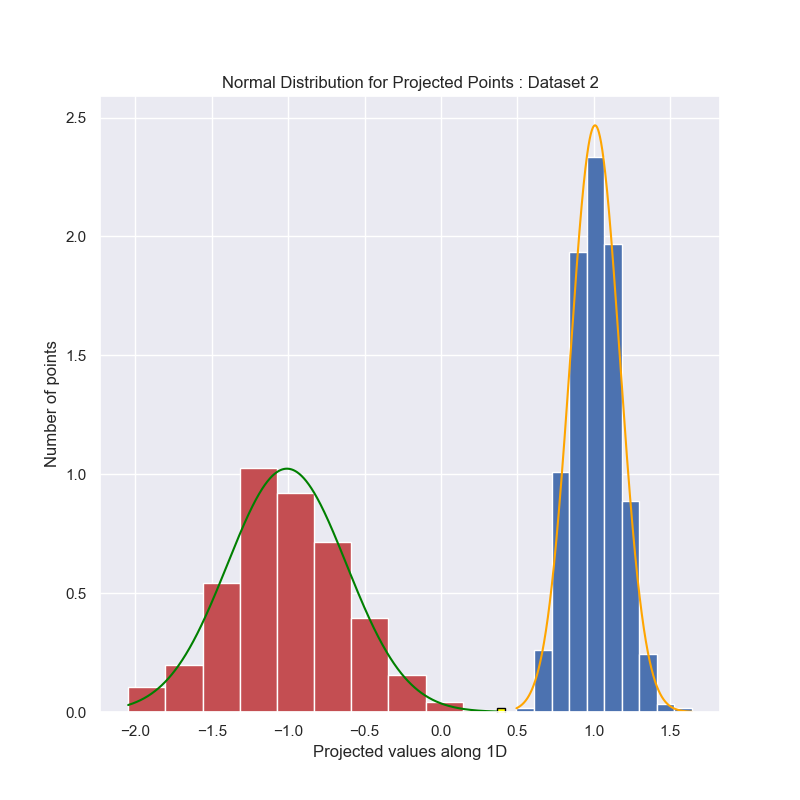 Normal Distribution for Projected Points : Dataset 2
2.5
2.0
1.5
1.0
0.5
0.0
Number of points
−2.0 −1.5 −1.0 −0.5 0.0 0.5 1.0 1.5
Projected values along 1D